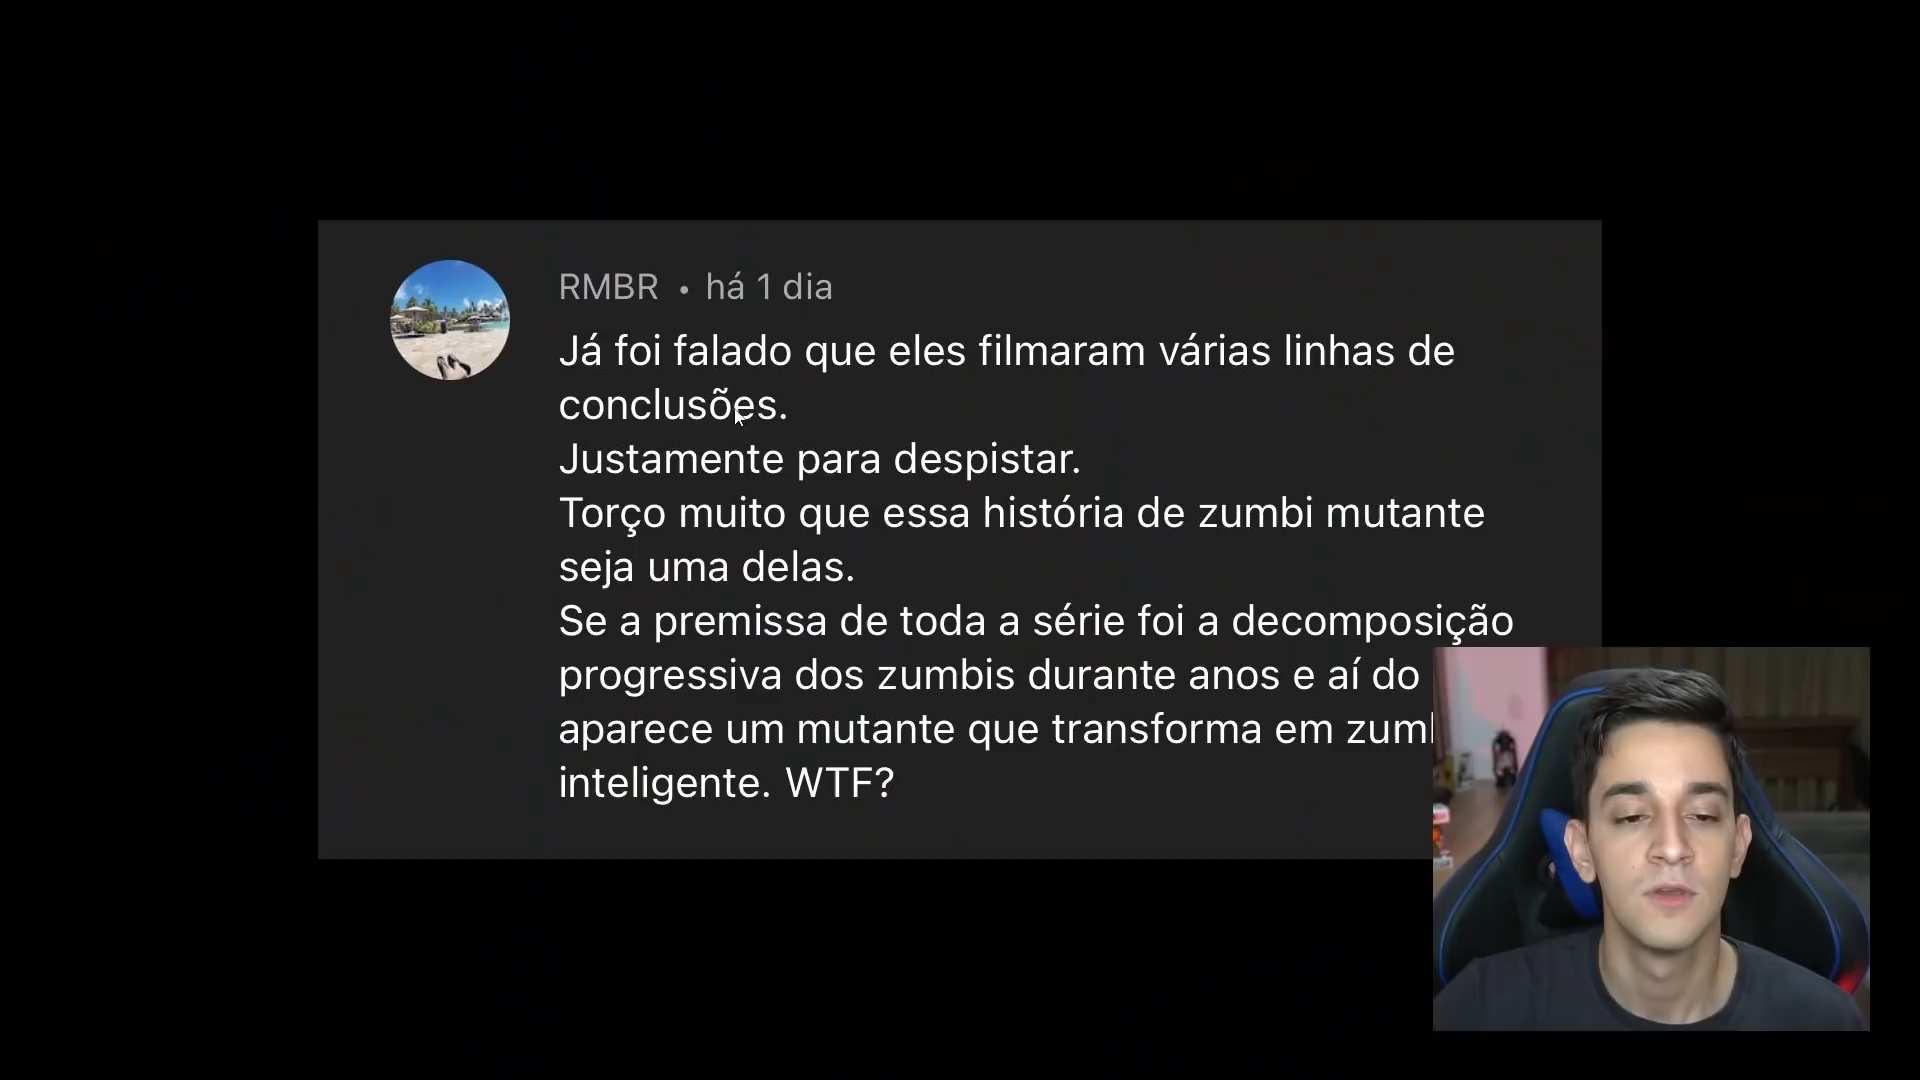 RMBR • há 1 dia
Já foi falado que eles filmaram várias linhas de
conclusões.
Justamente para despistar.
Torço muito que essa história de zumbi mutante
seja uma delas.
Se a premissa de toda a série foi a decomposição
progressiva dos zumbis durante anos e aí do
aparece um mutante que transforma em
inteligente. WTF?